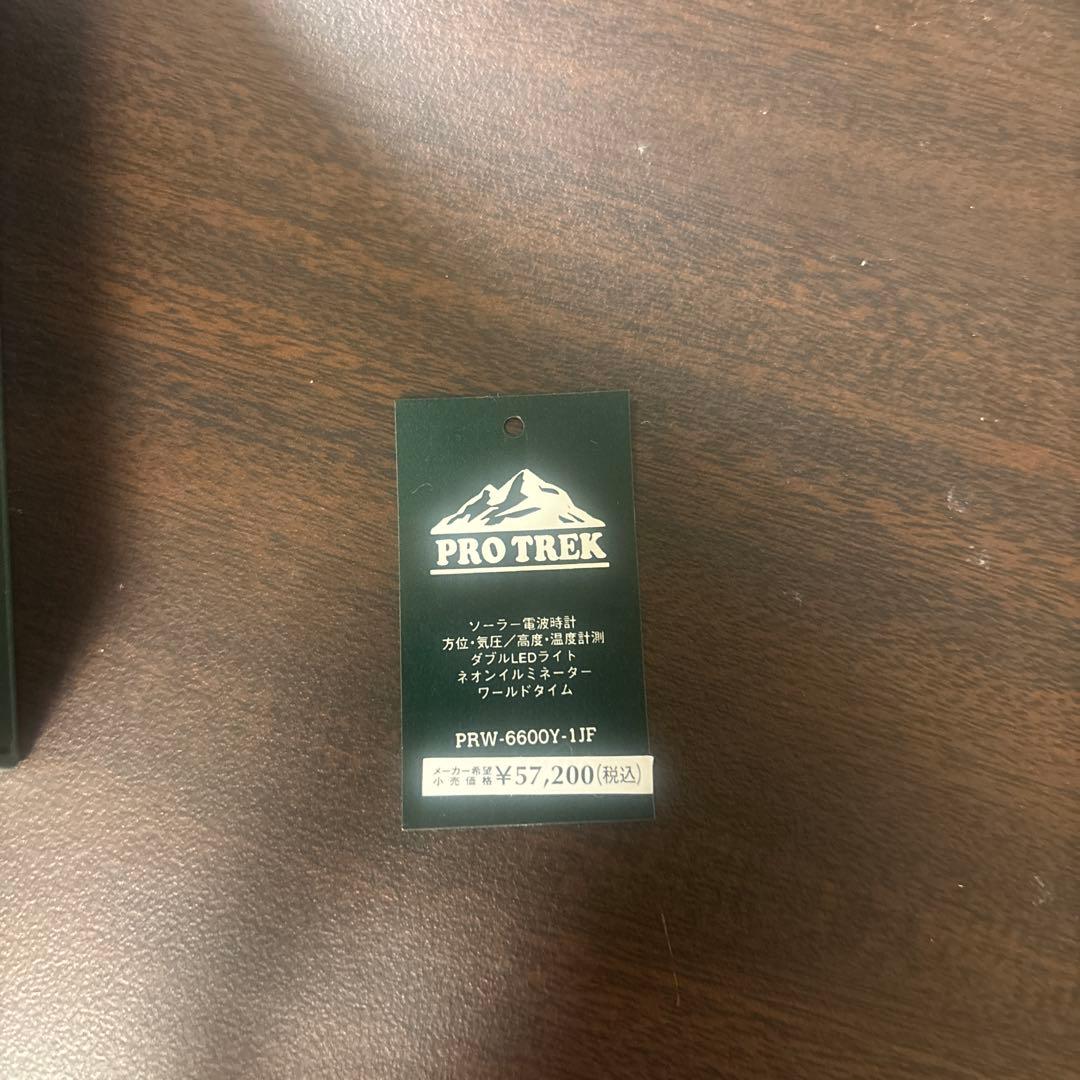 PRO TREK
ソーラー電波時計
方位・気圧／高度・温度計測
ダブルLEDライト
ネオンイルミネーター
ワールドタイム
PRW-6600Y-1JF
メーカー希望
小売価格 ¥57,200(税込)